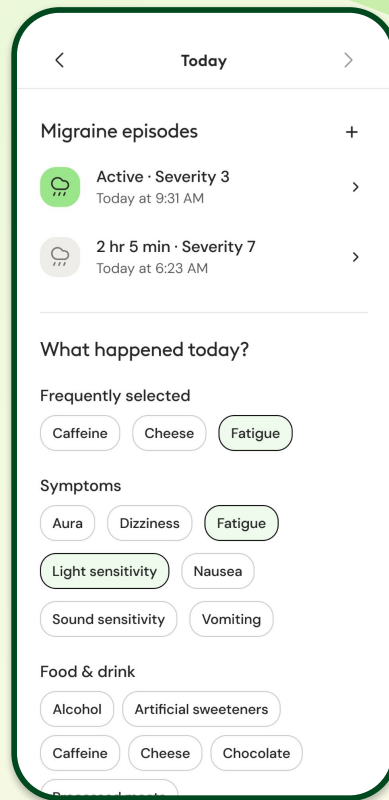 Today
Migraine episodes
Active · Severity 3
Today at 9:31 AM
2 hr 5 min · Severity 7
Today at 6:23 AM
What happened today?
Frequently selected
Caffeine Cheese Fatigue
Symptoms
Aura Dizziness Fatigue
Light sensitivity Nausea
Sound sensitivity Vomiting
Food & drink
Alcohol Artificial sweeteners
Caffeine Cheese Chocolate
Processed meats